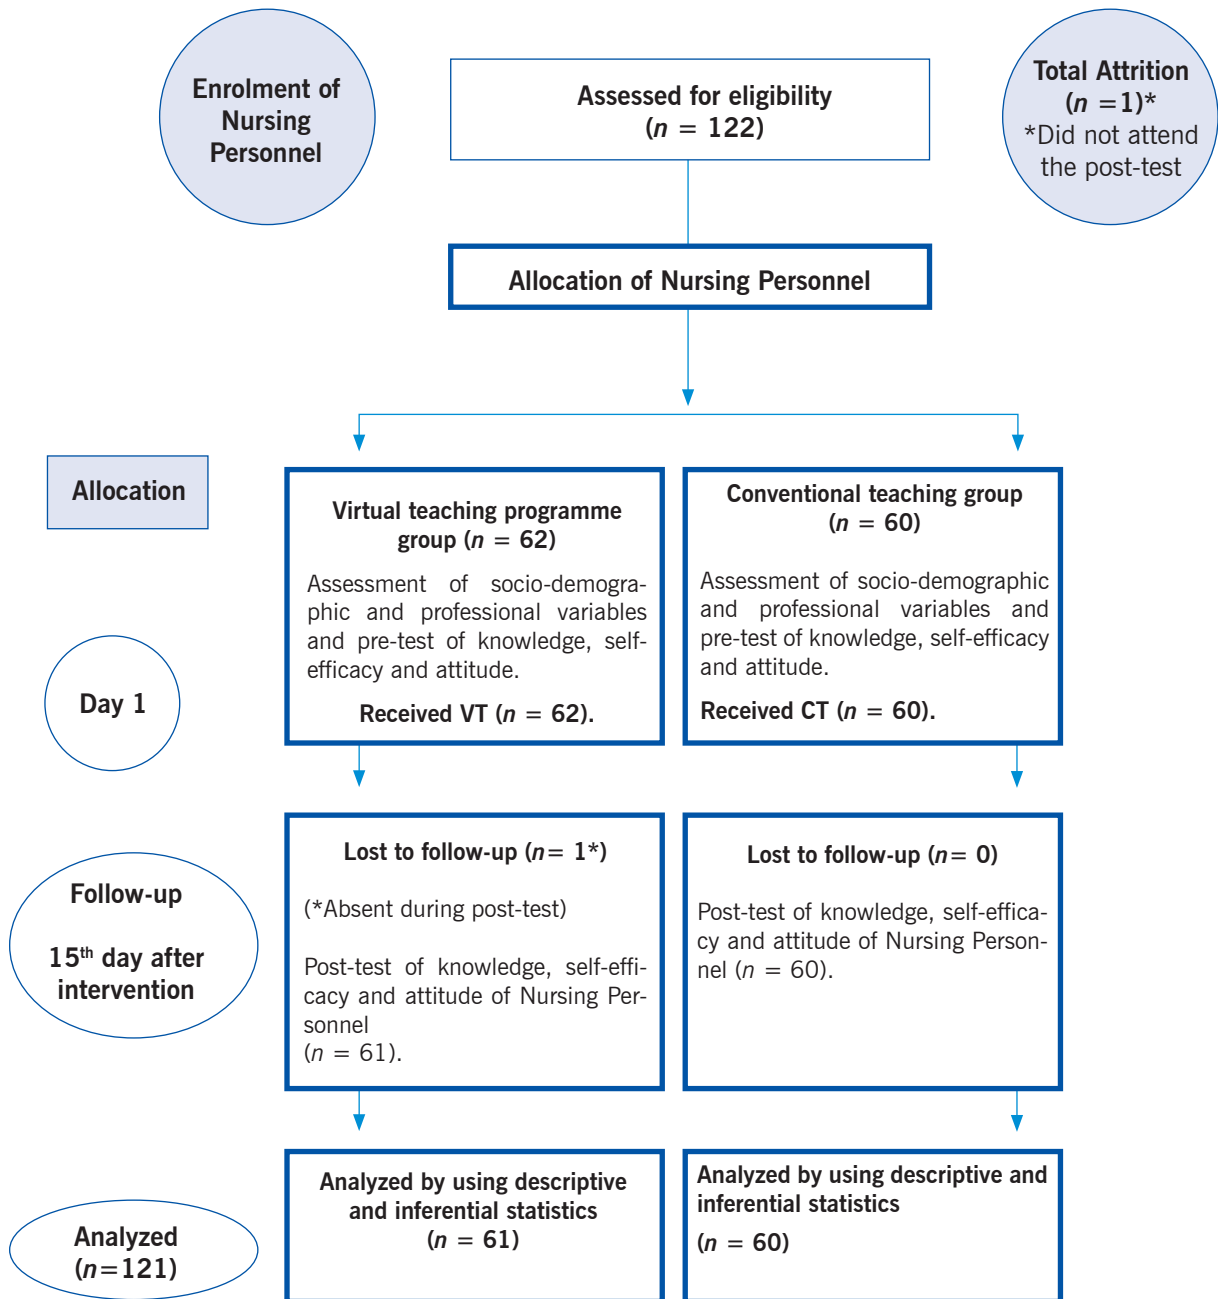 Enrolment of
Nursing
Personnel
Assessed for eligibility
(n = 122)
Total Attrition
(n =1)*
*Did not attend
the post-test
Allocation of Nursing Personnel
Allocation
Virtual teaching programme
group (n = 62)
Assessment of socio-demogra-
phic and professional variables
and pre-test of knowledge, self-
efficacy and attitude.
Received VT (n = 62).
Conventional teaching group
(n = 60)
Assessment of socio-demographic
and professional variables and
pre-test of knowledge, self-efficacy
and attitude.
Received CT (n = 60).
Day 1
Follow-up
15th day after
intervention
Lost to follow-up (n= 1*)
(*Absent during post-test)
Post-test of knowledge, self-effi-
cacy and attitude of Nursing Per-
sonnel
(n = 61).
Lost to follow-up (n= 0)
Post-test of knowledge, self-effica-
cy and attitude of Nursing Person-
nel (n = 60).
Analyzed
(n=121)
Analyzed by using descriptive
and inferential statistics
(n = 61)
Analyzed by using descriptive and
inferential statistics
(n = 60)